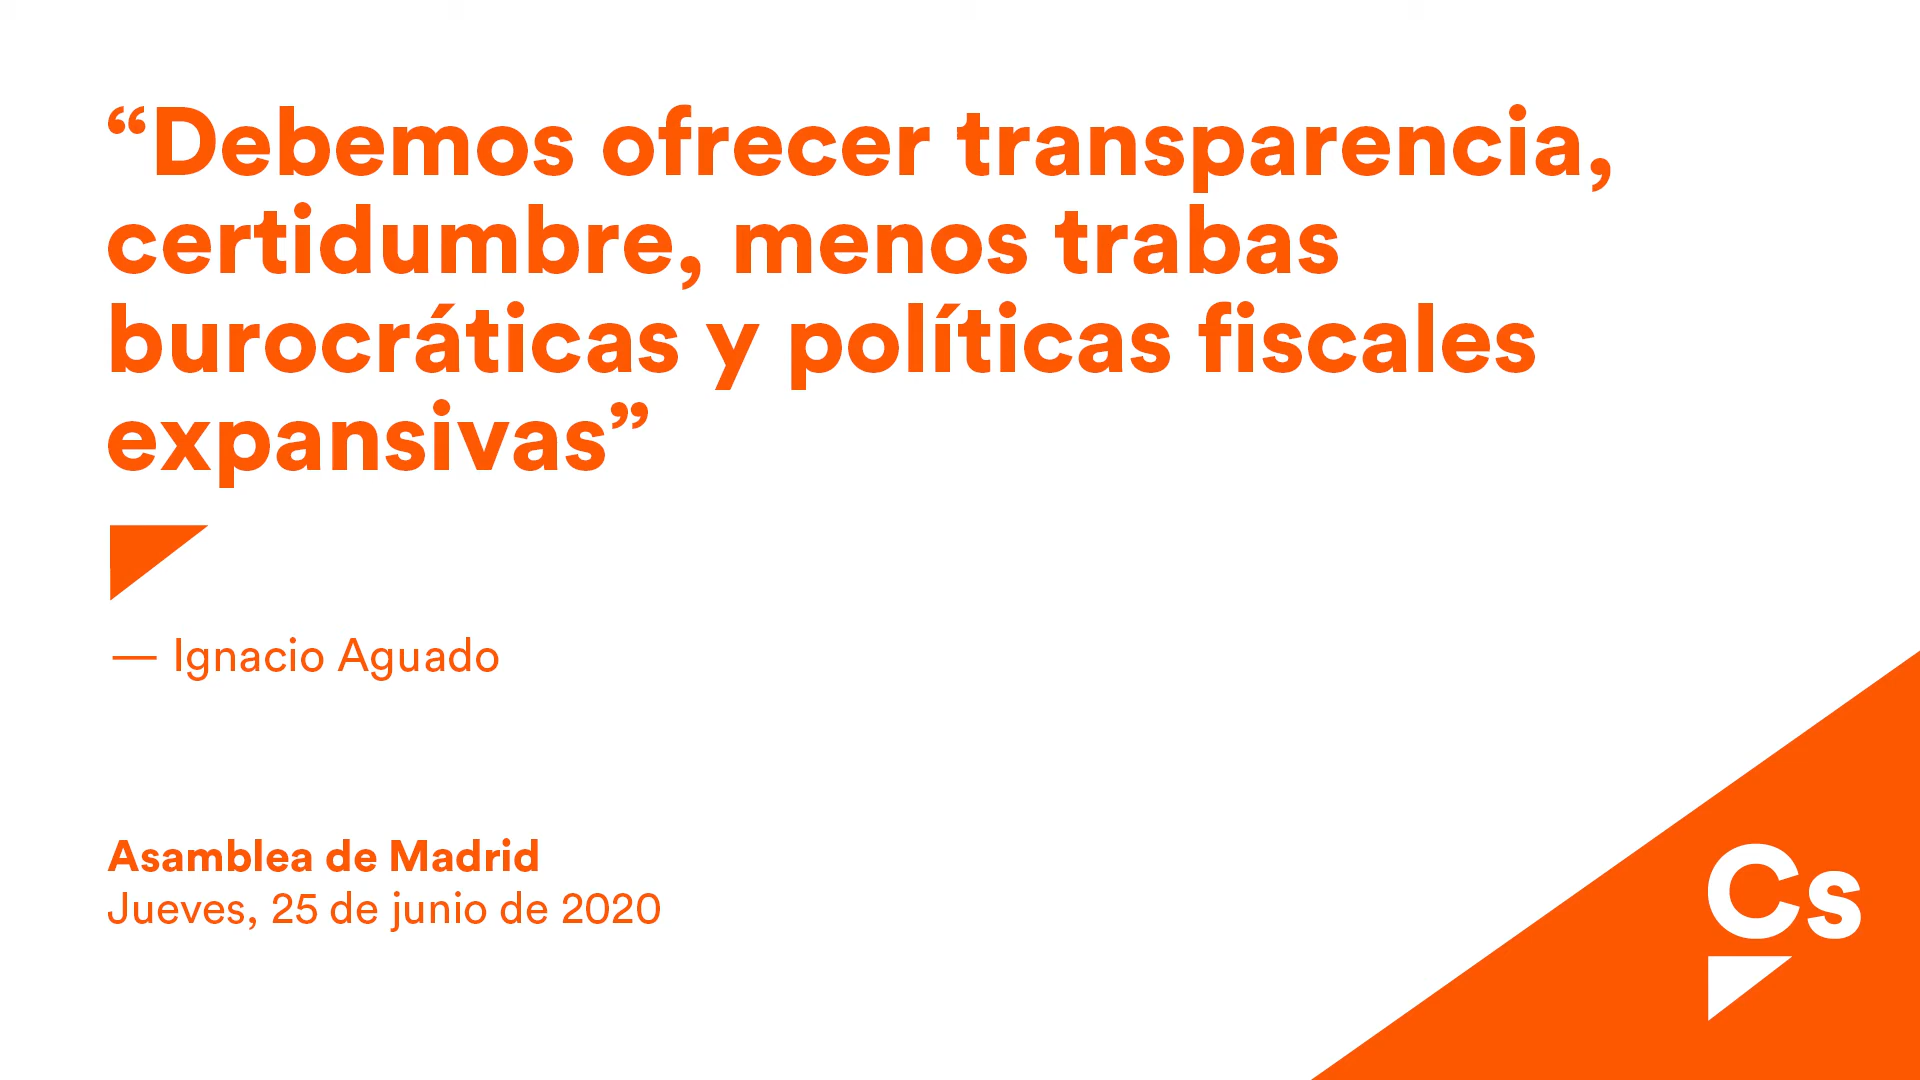 “Debemos ofrecer transparencia,
certidumbre, menos trabas
burocráticas y políticas fiscales
expansivas”
— Ignacio Aguado
Asamblea de Madrid
Jueves, 25 de junio de 2020
Cs